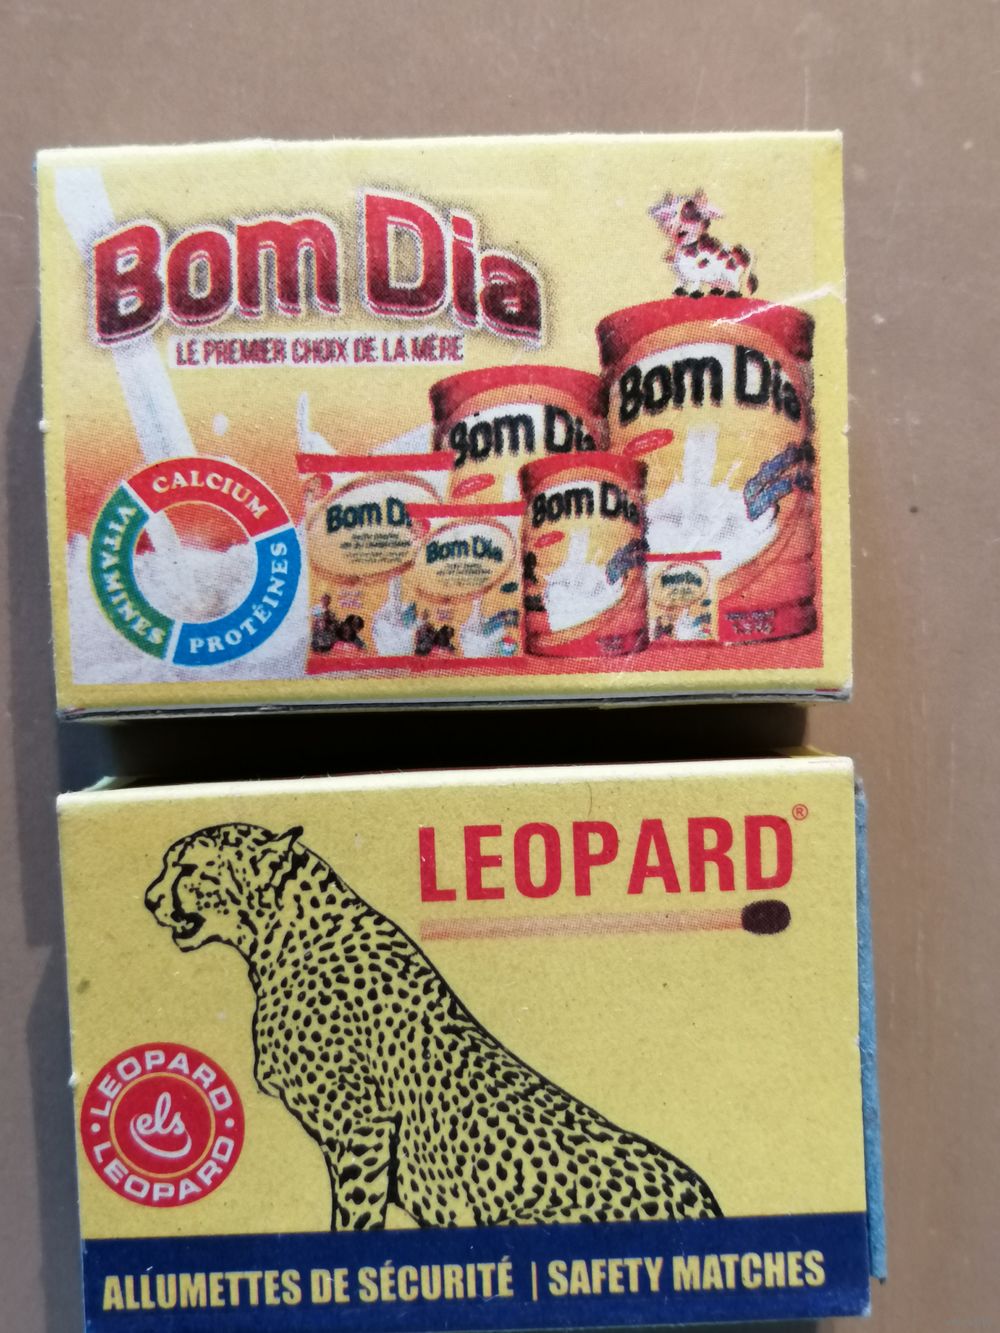 Bom Dia
LE PREMIER CHOIX DE LA MÈRE
Bom Dia
Bom Dia
Bom Dia
Bom D
Bom Dia
Bom Dia
CALCIUM
VITAMINES
PROTÉINES
LEOPARD®
LEOPARD
els
LEOPARD
ALLUMETTES DE SÉCURITÉ | SAFETY MATCHES